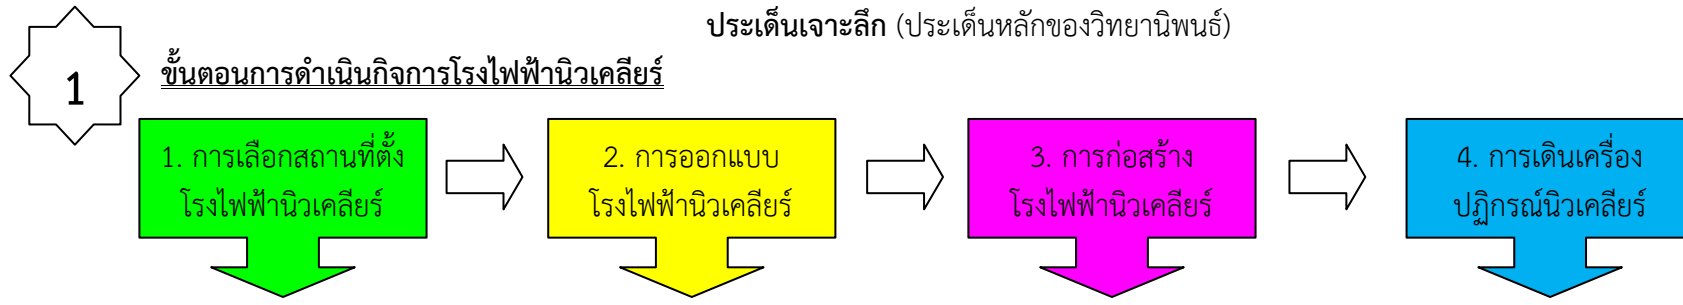 ประเด็นเจาะลึก (ประเด็นหลักของวิทยานิพนธ์)
1
ขั้นตอนการดำเนินกิจการโรงไฟฟ้านิวเคลียร์
1. การเลือกสถานที่ตั้ง
โรงไฟฟ้านิวเคลียร์
2. การออกแบบ
โรงไฟฟ้านิวเคลียร์
3. การก่อสร้าง
โรงไฟฟ้านิวเคลียร์
4. การเดินเครื่อง
ปฏิกรณ์นิวเคลียร์